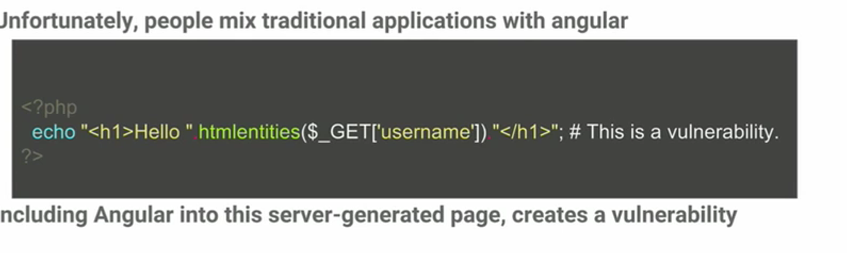 Unfortunately, people mix traditional applications with angular
<?php
echo "<h1>Hello ".htmlentities($_GET['username'])."</h1>"; # This is a vulnerability.
?>
Including Angular into this server-generated page, creates a vulnerability